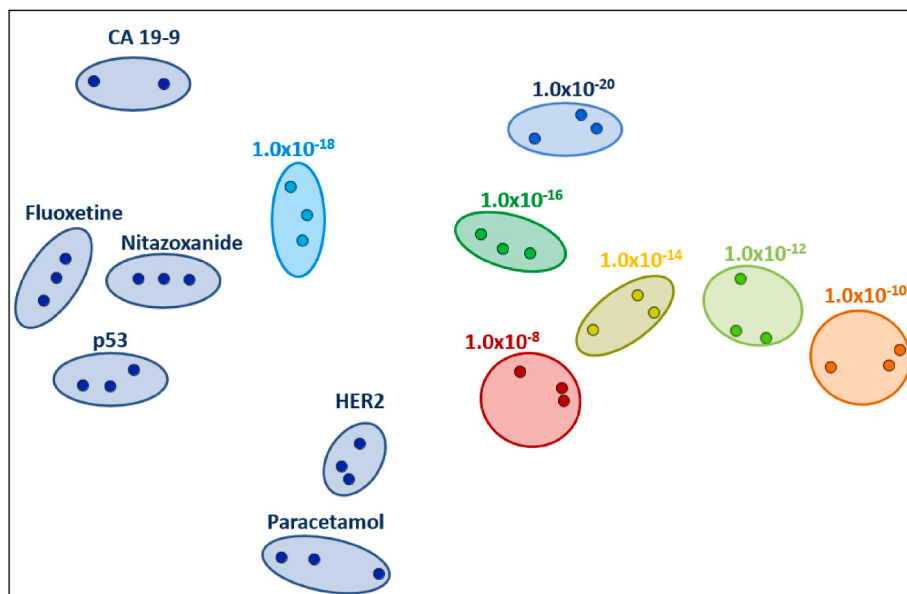 CA 19-9
1.0x10⁻²⁰
1.0x10⁻¹⁸
1.0x10⁻¹⁶
Fluoxetine
Nitazoxanide
1.0x10⁻¹⁴
1.0x10⁻¹²
1.0x10⁻¹⁰
p53
1.0x10⁻⁸
HER2
Paracetamol